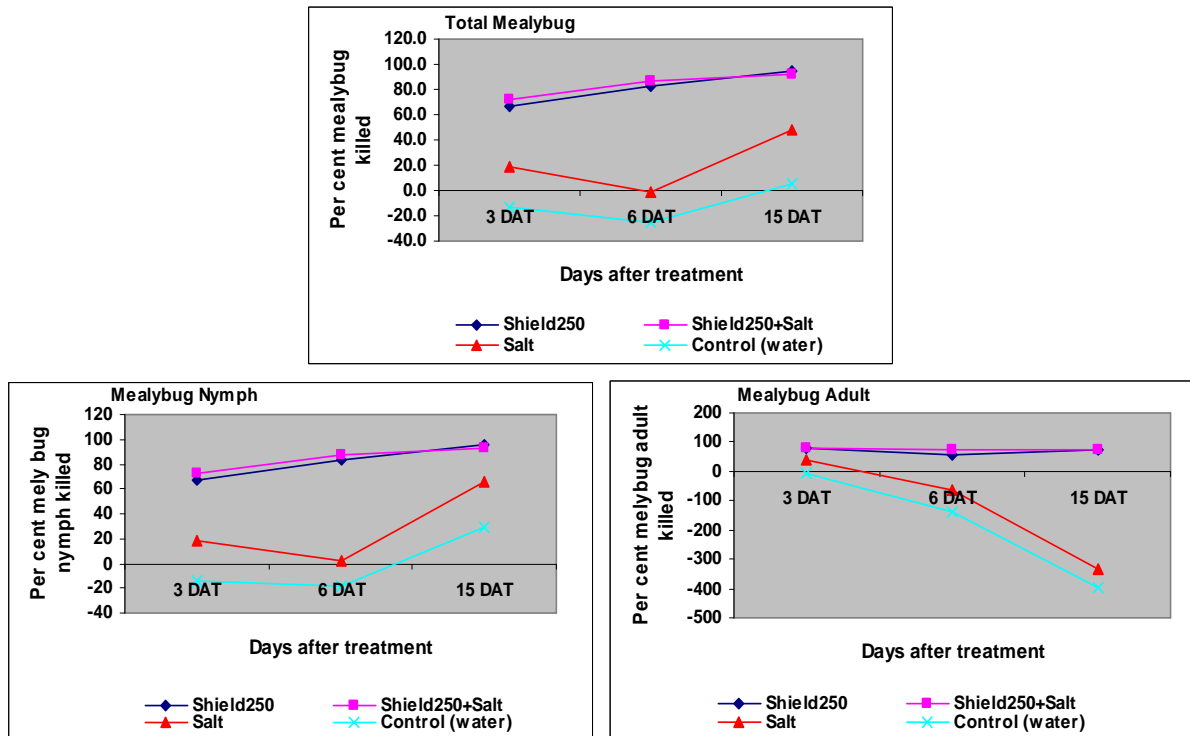 Total Mealybug
Per cent mealybug
killed
120.0
100.0
80.0
60.0
40.0
20.0
0.0
-20.0
-40.0
3 DAT 6 DAT 15 DAT
Days after treatment
Shield250 Shield250+Salt
Salt Control (water)
Mealybug Nymph
Per cent mely bug
nymph killed
120
100
80
60
40
20
0
-20
-40
3 DAT 6 DAT 15 DAT
Days after treatment
Shield250 Shield250+Salt
Salt Control (water)
Mealybug Adult
Per cent melybug adult
killed
200
100
0
-100
-200
-300
-400
-500
3 DAT 6 DAT 15 DAT
Days after treatment
Shield250 Shield250+Salt
Salt Control (water)